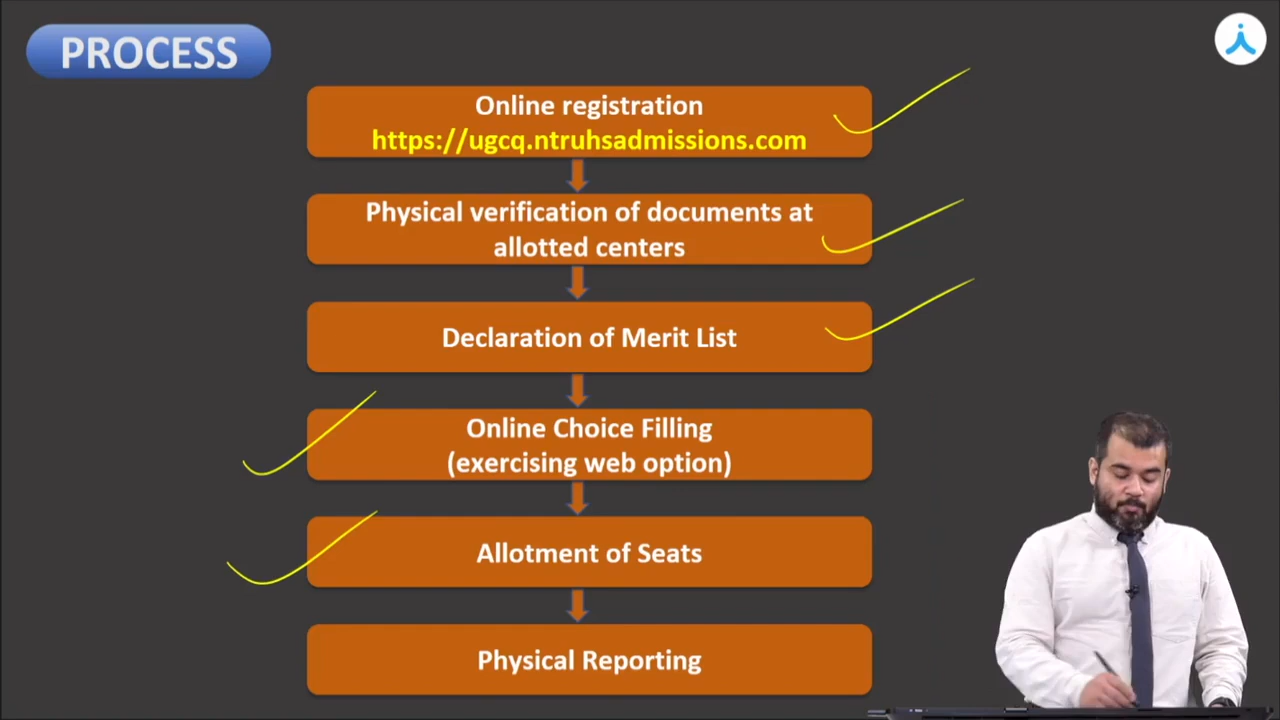 PROCESS
Online registration
https://ugcq.ntruhsadmissions.com
Physical verification of documents at
allotted centers
Declaration of Merit List
Online Choice Filling
(exercising web option)
Allotment of Seats
Physical Reporting